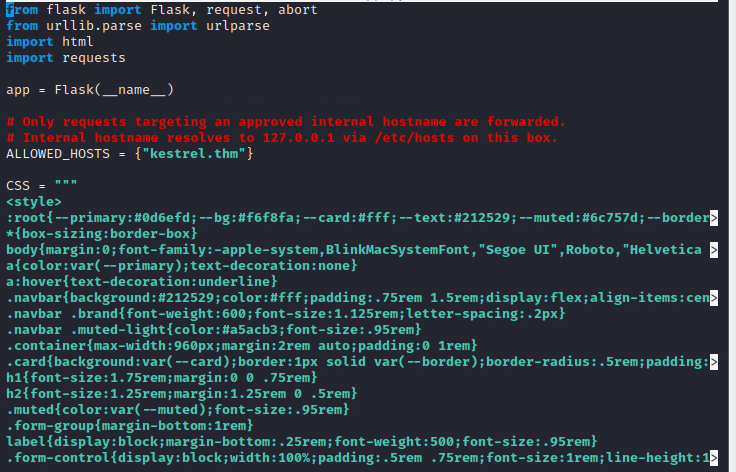 from flask import Flask, request, abort
from urllib.parse import urlparse
import html
import requests
app = Flask(__name__)
# Only requests targeting an approved internal hostname are forwarded.
# Internal hostname resolves to 127.0.0.1 via /etc/hosts on this box.
ALLOWED_HOSTS = {"kestrel.thm"}
CSS = """
<style>
:root{--primary:#0d6efd;--bg:#f6f8fa;--card:#fff;--text:#212529;--muted:#6c757d;--border>
*{box-sizing:border-box}
body{margin:0;font-family:-apple-system,BlinkMacSystemFont,"Segoe UI",Roboto,"Helvetica >
a{color:var(--primary);text-decoration:none}
a:hover{text-decoration:underline}
.navbar{background:#212529;color:#fff;padding:.75rem 1.5rem;display:flex;align-items:cen>
.navbar .brand{font-weight:600;font-size:1.125rem;letter-spacing:.2px}
.navbar .muted-light{color:#a5acb3;font-size:.95rem}
.container{max-width:960px;margin:2rem auto;padding:0 1rem}
.card{background:var(--card);border:1px solid var(--border);border-radius:.5rem;padding:>
h1{font-size:1.75rem;margin:0 0 .75rem}
h2{font-size:1.25rem;margin:1.25rem 0 .5rem}
.muted{color:var(--muted);font-size:.95rem}
.form-group{margin-bottom:1rem}
label{display:block;margin-bottom:.25rem;font-weight:500;font-size:.95rem}
.form-control{display:block;width:100%;padding:.5rem .75rem;font-size:1rem;line-height:1>